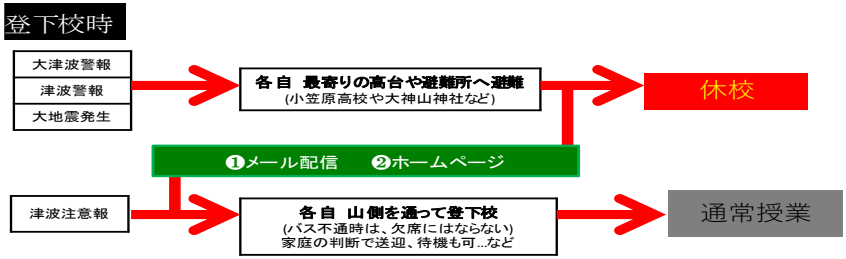 登下校時
大津波警報
津波警報
大地震発生
各自 最寄りの高台や避難所へ避難
(小笠原高校や大神山神社など)
休校
❶メール配信 ❷ホームページ
津波注意報
各自 山側を通って登下校
(バス不通時は、欠席にはならない)
家庭の判断で送迎、待機も可…など
通常授業